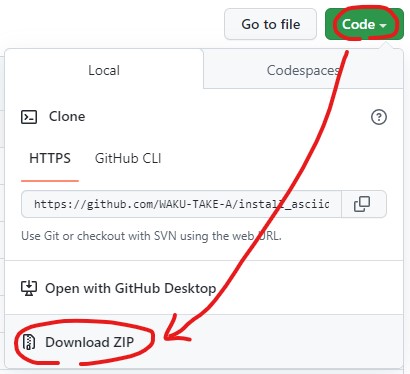 Go to file
Code
Local
Codespaces
Clone
HTTPS
GitHub CLI
https://github.com/WAKU-TAKE-A/install_asciid
Use Git or checkout with SVN using the web URL.
Open with GitHub Desktop
Download ZIP